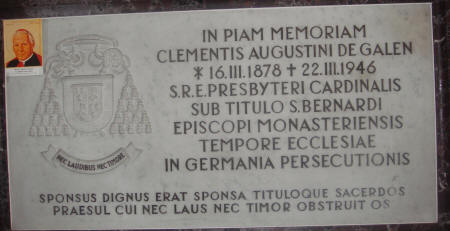 IN PIAM MEMORIAM
CLEMENTIS AUGUSTINI DE GALEN
* 16.III.1878 ✝ 22.III.1946
S.R.E. PRESBYTERI CARDINALIS
SUB TITULO S. BERNARDI
EPISCOPI MONASTERIENSIS
TEMPORE ECCLESIAE
IN GERMANIA PERSECUTIONIS
NEC LAUDIBUS NEC TIMORE
SPONSUS DIGNUS ERAT SPONSA TITULOQUE SACERDOS
PRAESUL CUI NEC LAUS NEC TIMOR OBSTRUIT OS